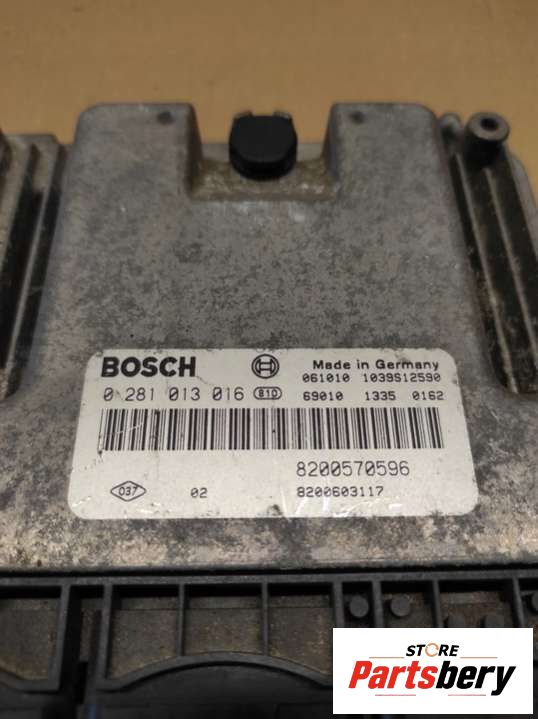 BOSCH
Made in Germany
061010 1039S12590
0 281 013 016 810
69010 1335 0162
8200570596
037 02 8200603117
STORE
Partsbery